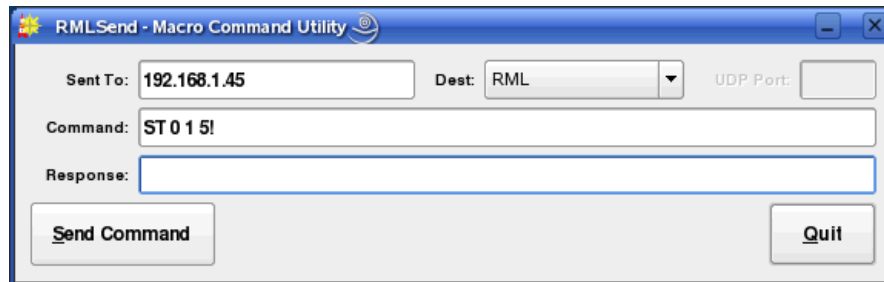 RMLSend - Macro Command Utility
Sent To: 192.168.1.45 Dest: RML UDP Port:
Command: ST 0 1 5!
Response:
Send Command Quit